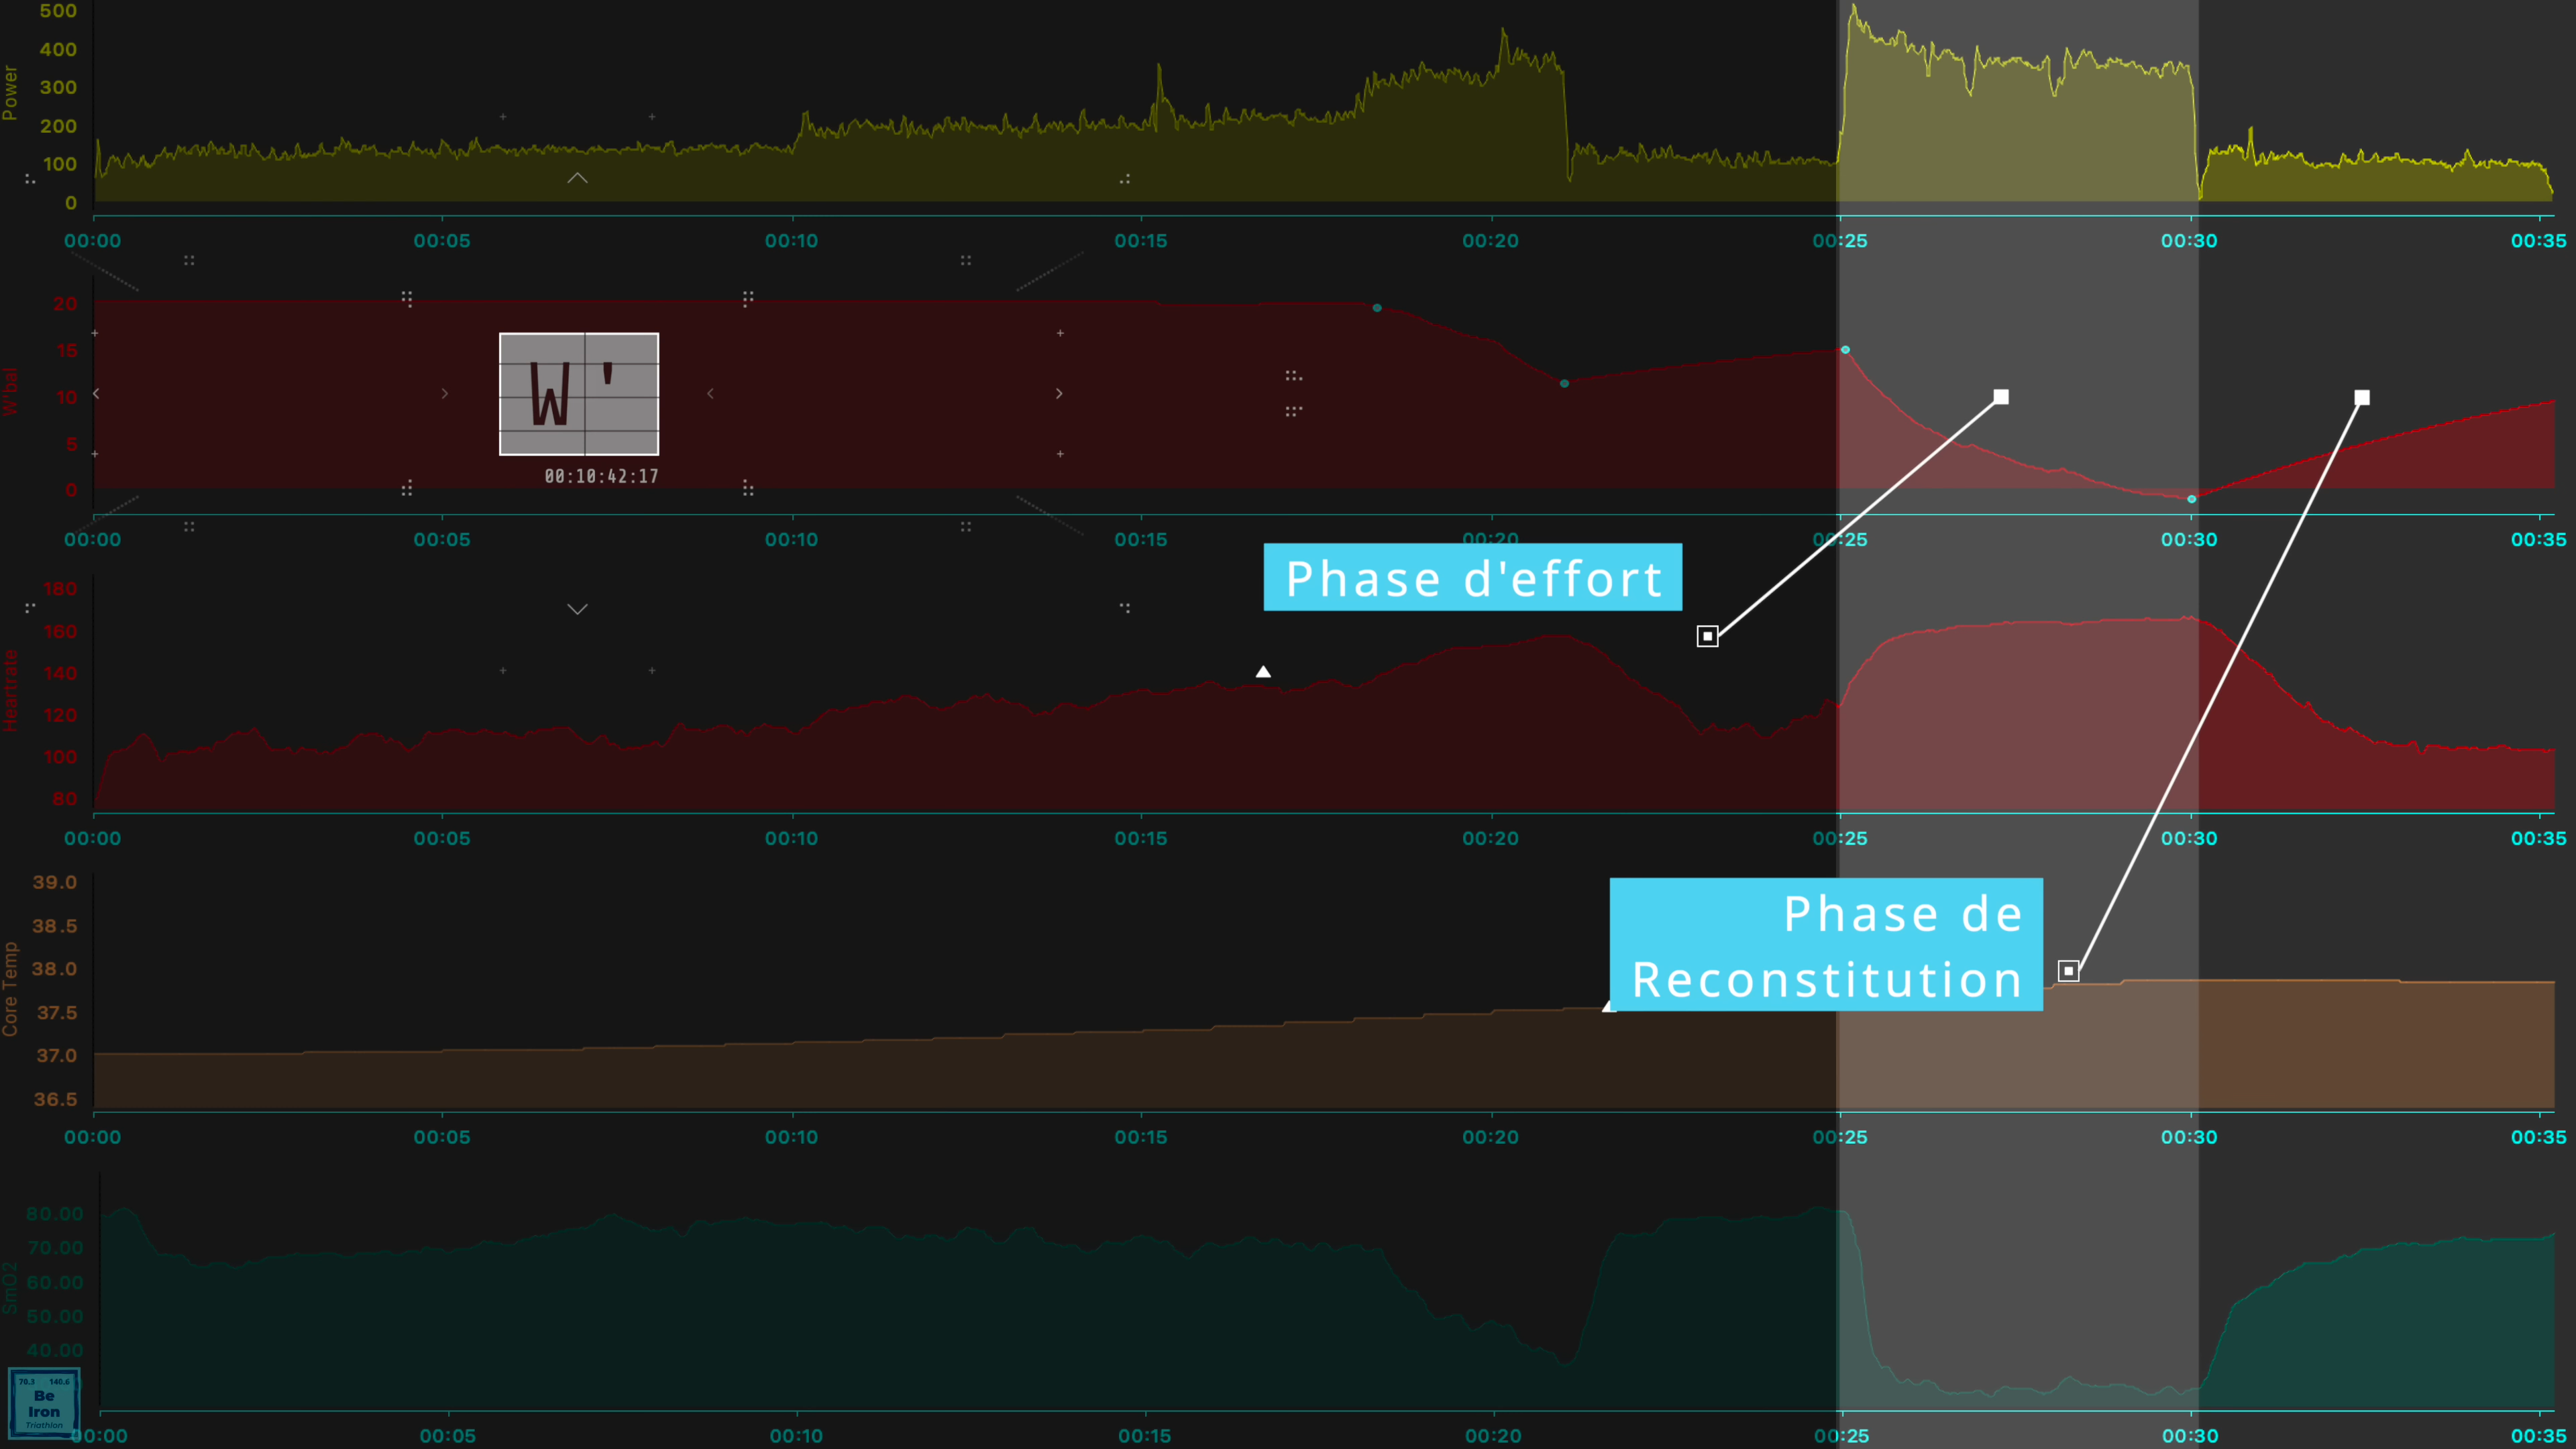 500
400
300
200
100
0
Power
00:00 00:05 00:10 00:15 00:20 00:25 00:30 00:35
20
15
10
5
0
W'bal
W'
00:10:42:17
00:00 00:05 00:10 00:15 00:20 00:25 00:30 00:35
Phase d'effort
180
160
140
120
100
80
Heartrate
00:00 00:05 00:10 00:15 00:20 00:25 00:30 00:35
Phase de
Reconstitution
39.0
38.5
38.0
37.5
37.0
36.5
Core Temp
00:00 00:05 00:10 00:15 00:20 00:25 00:30 00:35
80.00
70.00
60.00
50.00
40.00
SmO2
70.3 140.6
Be
Iron
Triathlon
00:00 00:05 00:10 00:15 00:20 00:25 00:30 00:35